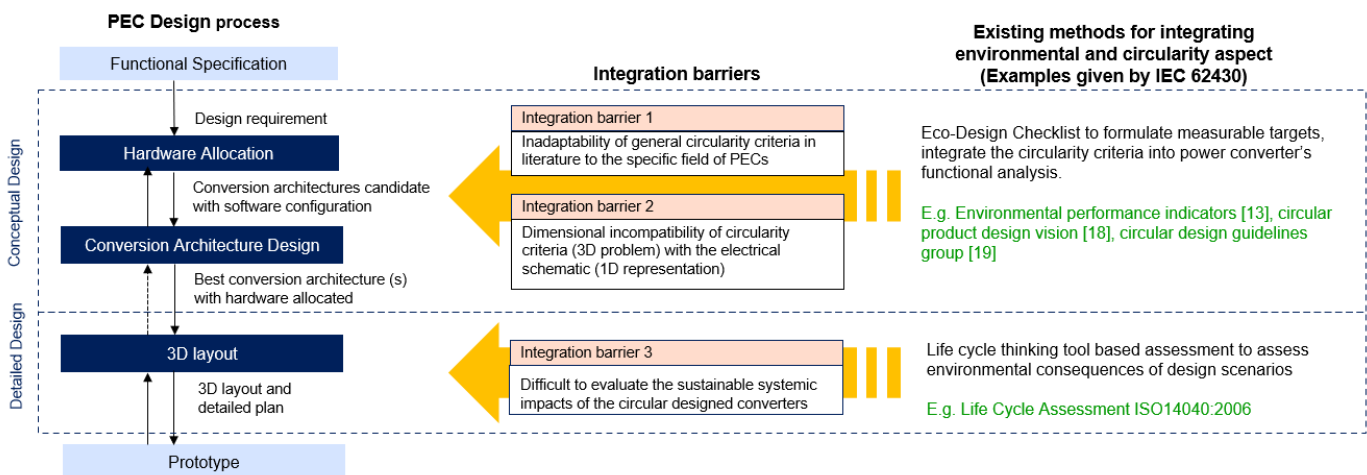 PEC Design process
Functional Specification
Design requirement
Hardware Allocation
Conversion architectures candidate
with software configuration
Conversion Architecture Design
Best conversion architecture (s)
with hardware allocated
3D layout
3D layout and
detailed plan
Prototype
Conceptual Design
Detailed Design
Integration barriers
Integration barrier 1
Inadaptability of general circularity criteria in
literature to the specific field of PECs
Integration barrier 2
Dimensional incompatibility of circularity
criteria (3D problem) with the electrical
schematic (1D representation)
Integration barrier 3
Difficult to evaluate the sustainable systemic
impacts of the circular designed converters
Existing methods for integrating
environmental and circularity aspect
(Examples given by IEC 62430)
Eco-Design Checklist to formulate measurable targets,
integrate the circularity criteria into power converter’s
functional analysis.
E.g. Environmental performance indicators [13], circular
product design vision [18], circular design guidelines
group [19]
Life cycle thinking tool based assessment to assess
environmental consequences of design scenarios
E.g. Life Cycle Assessment ISO14040:2006